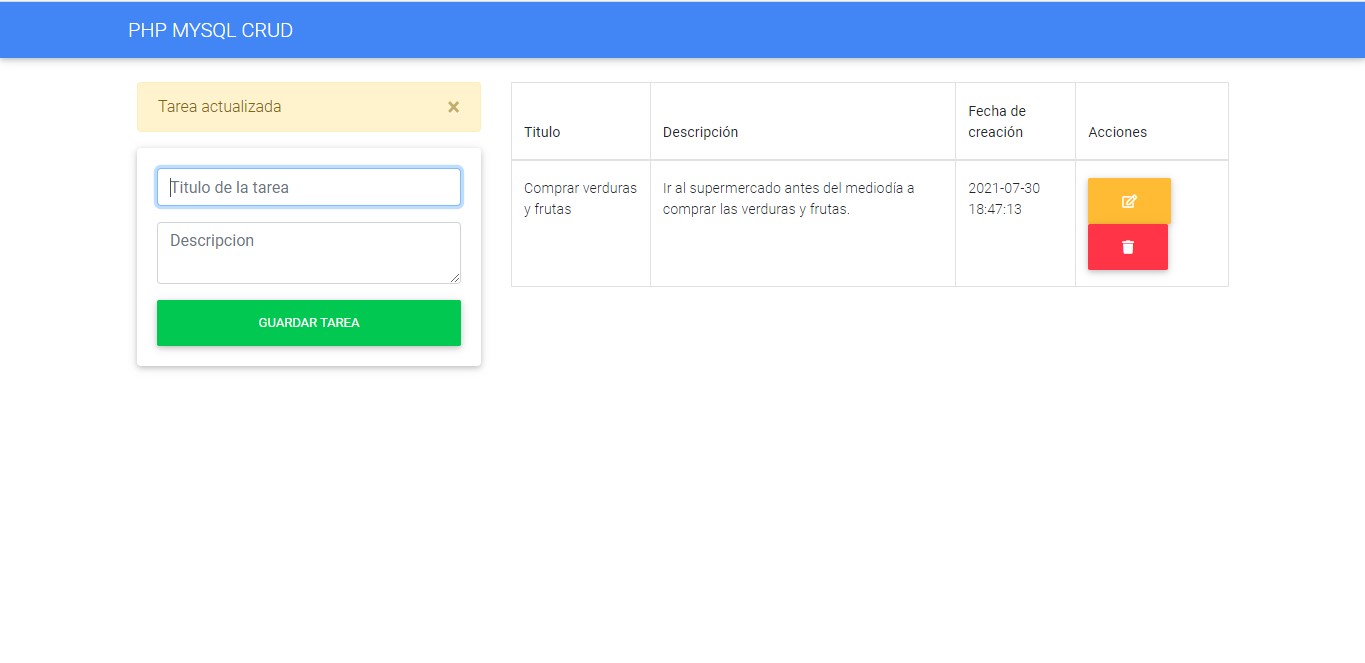 PHP MYSQL CRUD
Tarea actualizada ×
Titulo de la tarea
Descripcion
GUARDAR TAREA
Titulo
Descripción
Fecha de
creación
Acciones
Comprar verduras
y frutas
Ir al supermercado antes del mediodía a
comprar las verduras y frutas.
2021-07-30
18:47:13